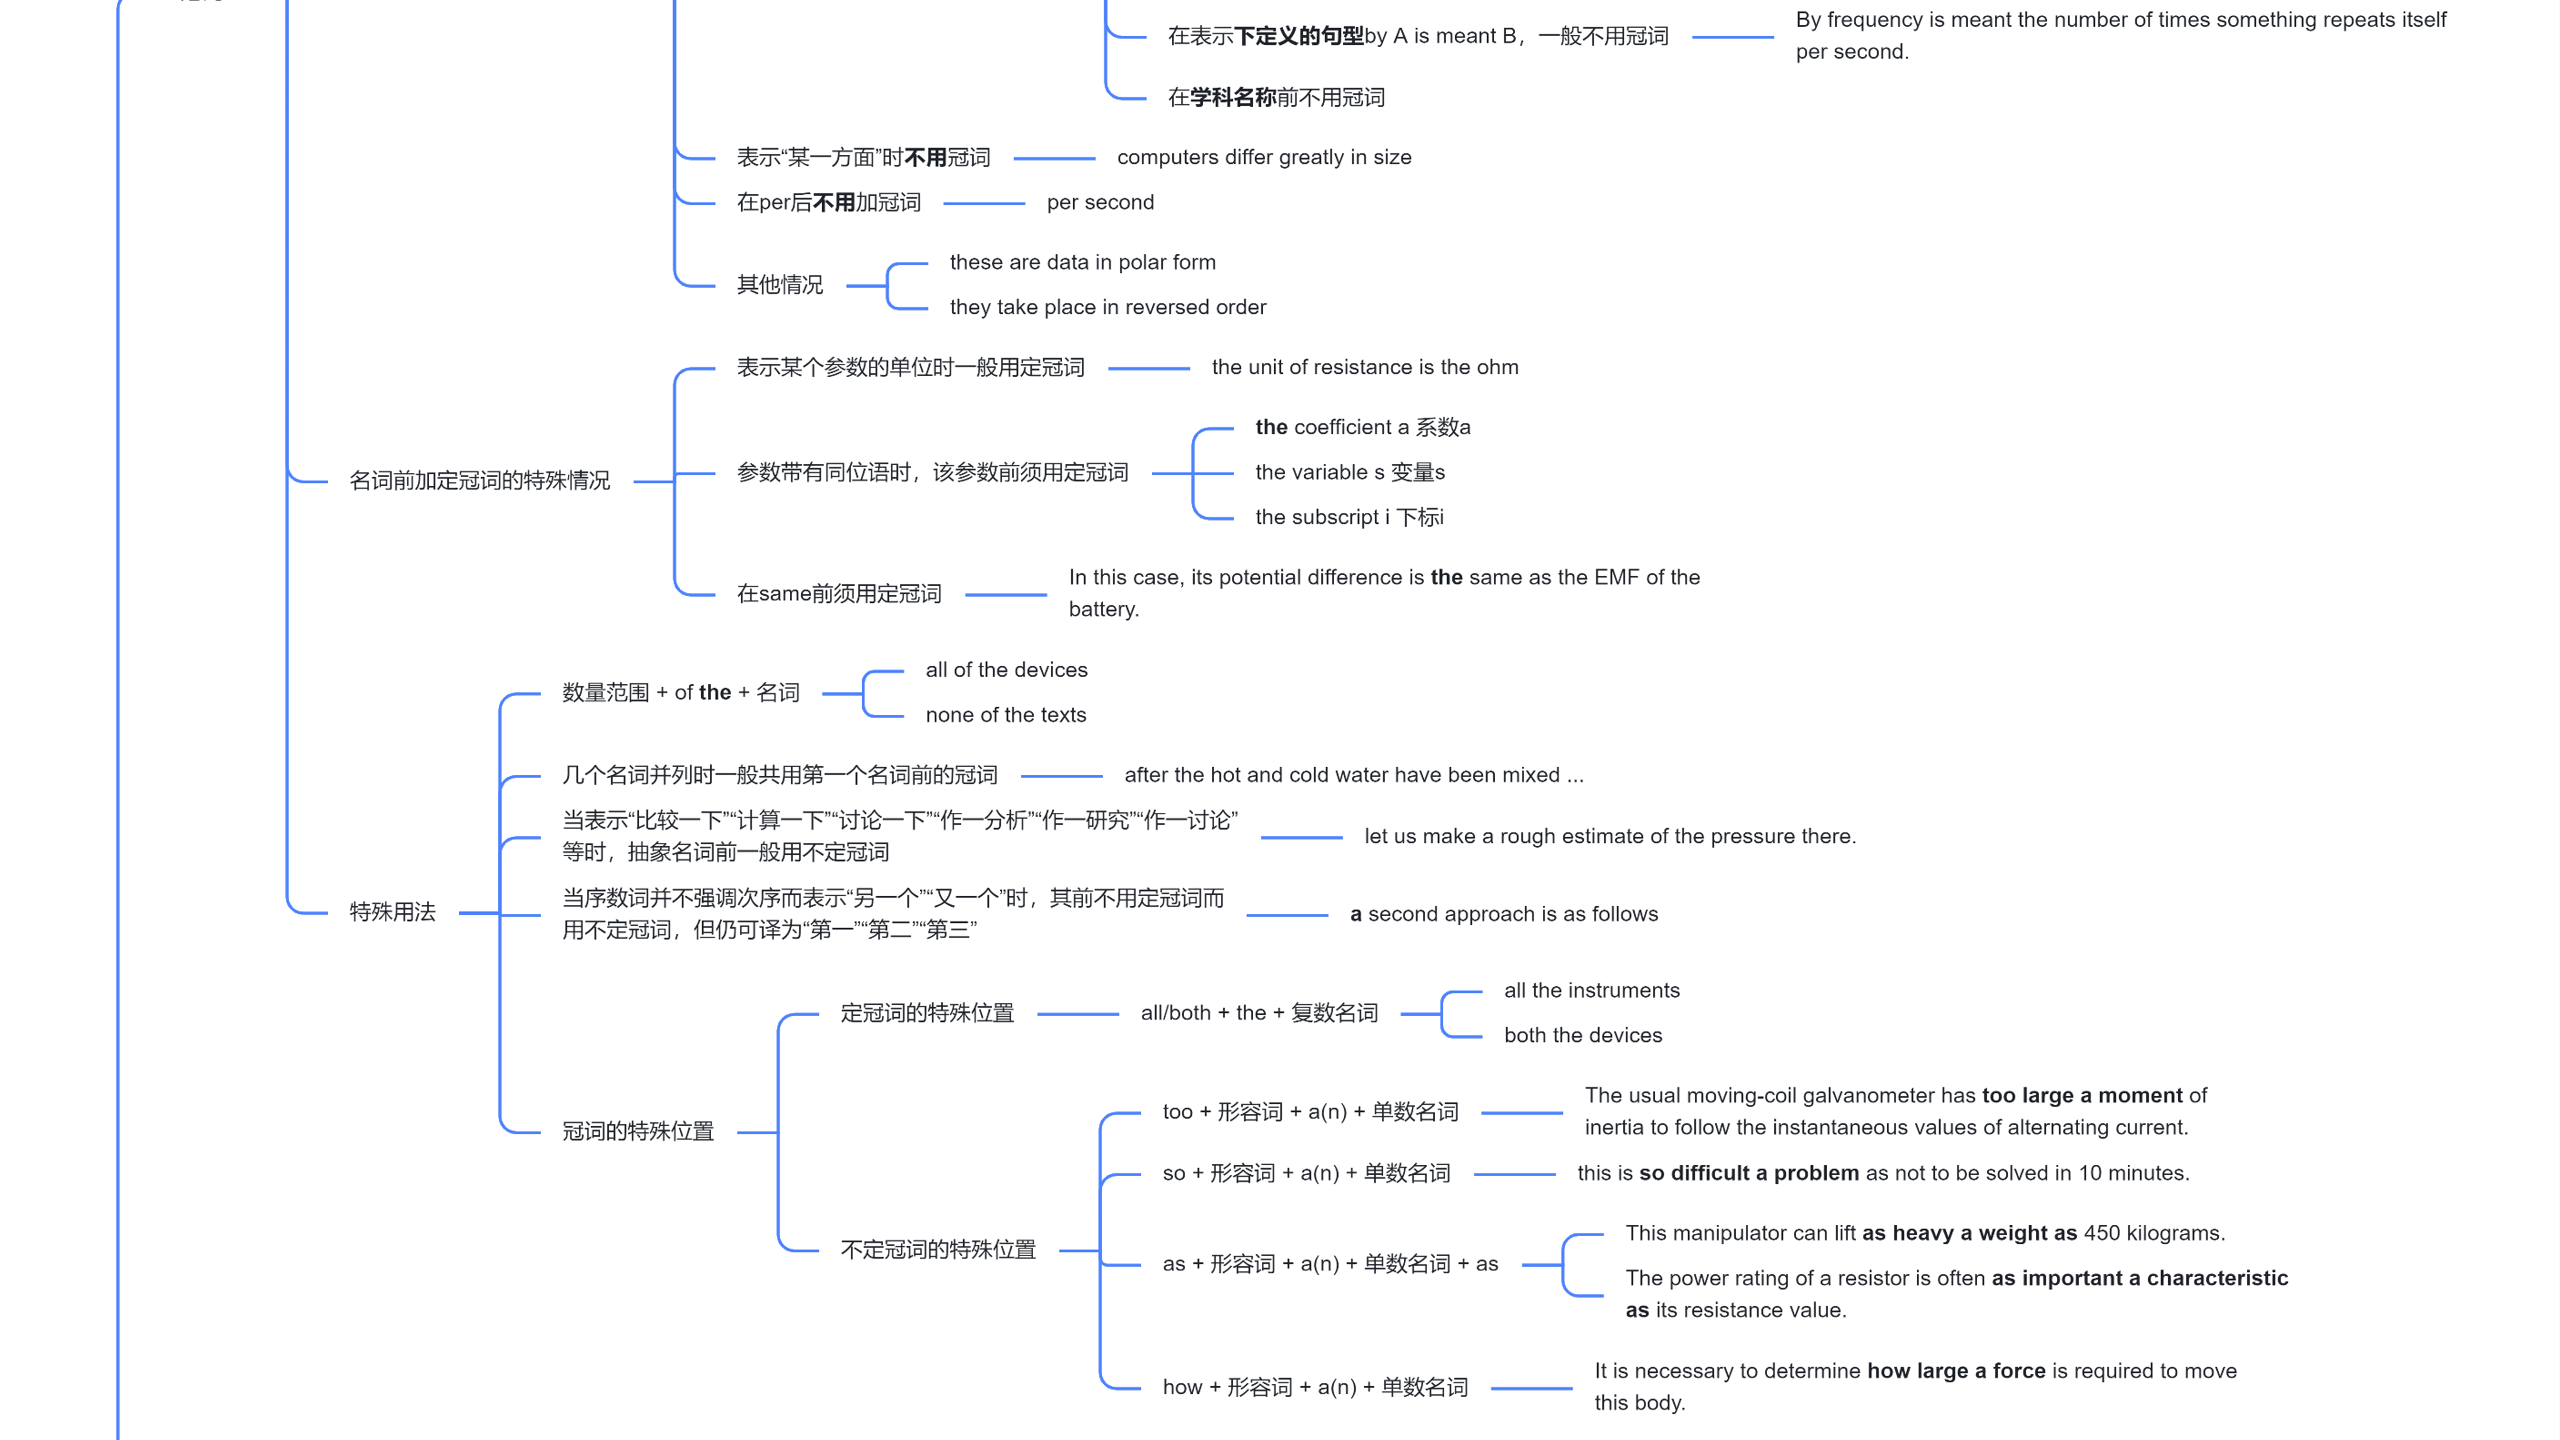 在表示下定义的句型by A is meant B，一般不用冠词
By frequency is meant the number of times something repeats itself
per second.
在学科名称前不用冠词
表示“某一方面”时不用冠词
computers differ greatly in size
在per后不用加冠词
per second
其他情况
these are data in polar form
they take place in reversed order
名词前加定冠词的特殊情况
表示某个参数的单位时一般用定冠词
the unit of resistance is the ohm
参数带有同位语时，该参数前须用定冠词
the coefficient a 系数a
the variable s 变量s
the subscript i 下标i
在same前须用定冠词
In this case, its potential difference is the same as the EMF of the
battery.
特殊用法
数量范围 + of the + 名词
all of the devices
none of the texts
几个名词并列时一般共用第一个名词前的冠词
after the hot and cold water have been mixed ...
当表示“比较一下”“计算一下”“讨论一下”“作一分析”“作一研究”“作一讨论”
等时，抽象名词前一般用不定冠词
let us make a rough estimate of the pressure there.
当序数词并不强调次序而表示“另一个”“又一个”时，其前不用定冠词而
用不定冠词，但仍可译为“第一”“第二”“第三”
a second approach is as follows
冠词的特殊位置
定冠词的特殊位置
all/both + the + 复数名词
all the instruments
both the devices
不定冠词的特殊位置
too + 形容词 + a(n) + 单数名词
The usual moving-coil galvanometer has too large a moment of
inertia to follow the instantaneous values of alternating current.
so + 形容词 + a(n) + 单数名词
this is so difficult a problem as not to be solved in 10 minutes.
as + 形容词 + a(n) + 单数名词 + as
This manipulator can lift as heavy a weight as 450 kilograms.
The power rating of a resistor is often as important a characteristic
as its resistance value.
how + 形容词 + a(n) + 单数名词
It is necessary to determine how large a force is required to move
this body.